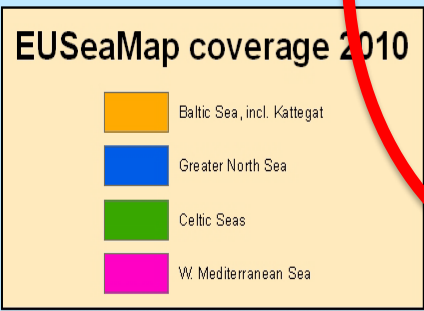 EUSeaMap coverage 2010
Baltic Sea, incl. Kattegat
Greater North Sea
Celtic Seas
W. Mediterranean Sea